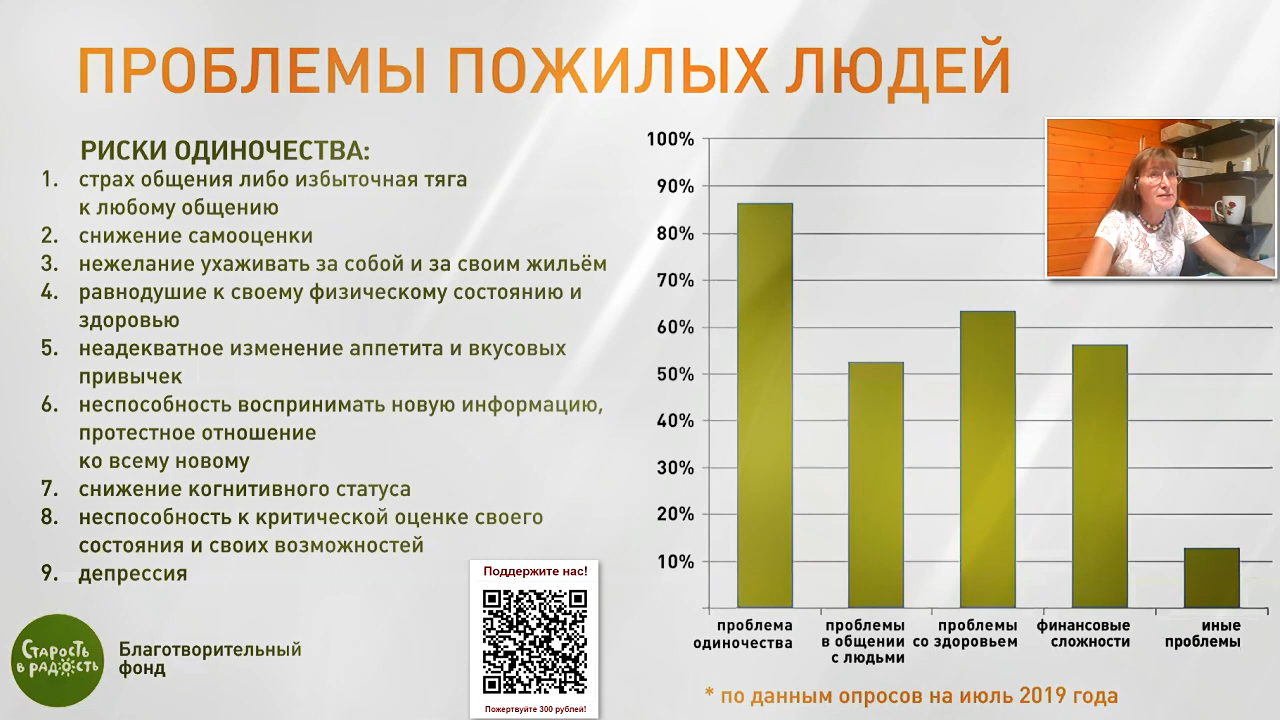 ПРОБЛЕМЫ ПОЖИЛЫХ ЛЮДЕЙ
РИСКИ ОДИНОЧЕСТВА:
1. страх общения либо избыточная тяга
к любому общению
2. снижение самооценки
3. нежелание ухаживать за собой и за своим жильём
4. равнодушие к своему физическому состоянию и
здоровью
5. неадекватное изменение аппетита и вкусовых
привычек
6. неспособность воспринимать новую информацию,
протестное отношение
ко всему новому
7. снижение когнитивного статуса
8. неспособность к критической оценке своего
состояния и своих возможностей
9. депрессия
Старость
в радость
Благотворительный
фонд
Поддержите нас!
Пожертвуйте 300 рублей!
100%
90%
80%
70%
60%
50%
40%
30%
20%
10%
проблема
одиночества
проблемы
в общении
с людьми
проблемы
со здоровьем
финансовые
сложности
иные
проблемы
* по данным опросов на июль 2019 года